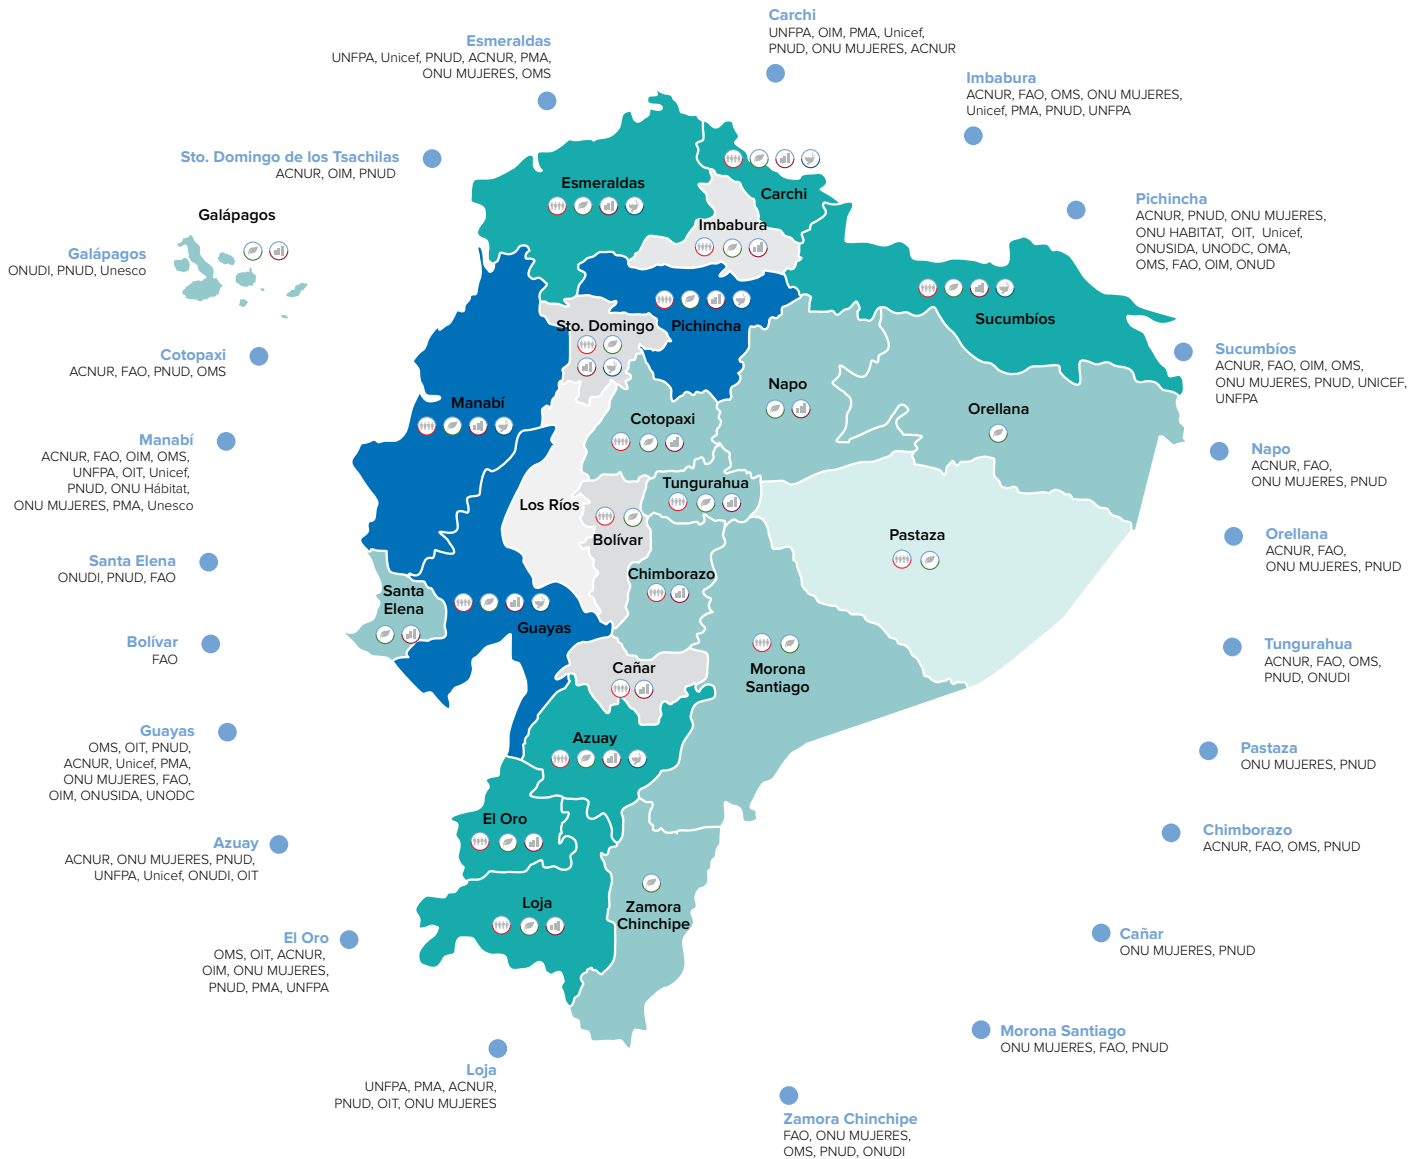 Carchi
UNFPA, OIM, PMA, Unicef,
PNUD, ONU MUJERES, ACNUR
Esmeraldas
UNFPA, Unicef, PNUD, ACNUR, PMA,
ONU MUJERES, OMS
Imbabura
ACNUR, FAO, OMS, ONU MUJERES,
Unicef, PMA, PNUD, UNFPA
Sto. Domingo de los Tsachilas
ACNUR, OIM, PNUD
Pichincha
ACNUR, PNUD, ONU MUJERES,
ONU HABITAT, OIT, Unicef,
ONUSIDA, UNODC, OMA,
OMS, FAO, OIM, ONUD
Galápagos
Galápagos
ONUDI, PNUD, Unesco
Cotopaxi
ACNUR, FAO, PNUD, OMS
Sucumbíos
ACNUR, FAO, OIM, OMS,
ONU MUJERES, PNUD, UNICEF,
UNFPA
Manabí
ACNUR, FAO, OIM, OMS,
UNFPA, OIT, Unicef,
PNUD, ONU Hábitat,
ONU MUJERES, PMA, Unesco
Napo
ACNUR, FAO,
ONU MUJERES, PNUD
Santa Elena
ONUDI, PNUD, FAO
Orellana
ACNUR, FAO,
ONU MUJERES, PNUD
Bolívar
FAO
Tungurahua
ACNUR, FAO, OMS,
PNUD, ONUDI
Guayas
OMS, OIT, PNUD,
ACNUR, Unicef, PMA,
ONU MUJERES, FAO,
OIM, ONUSIDA, UNODC
Pastaza
ONU MUJERES, PNUD
Azuay
ACNUR, ONU MUJERES, PNUD,
UNFPA, Unicef, ONUDI, OIT
Chimborazo
ACNUR, FAO, OMS, PNUD
El Oro
OMS, OIT, ACNUR,
OIM, ONU MUJERES,
PNUD, PMA, UNFPA
Cañar
ONU MUJERES, PNUD
Morona Santiago
ONU MUJERES, FAO, PNUD
Loja
UNFPA, PMA, ACNUR,
PNUD, OIT, ONU MUJERES
Zamora Chinchipe
FAO, ONU MUJERES,
OMS, PNUD, ONUDI
Esmeraldas
Carchi
Imbabura
Sto. Domingo
Pichincha
Sucumbíos
Manabí
Napo
Cotopaxi
Orellana
Tungurahua
Los Ríos
Bolívar
Pastaza
Chimborazo
Santa
Elena
Guayas
Cañar
Morona
Santiago
Azuay
El Oro
Loja
Zamora
Chinchipe